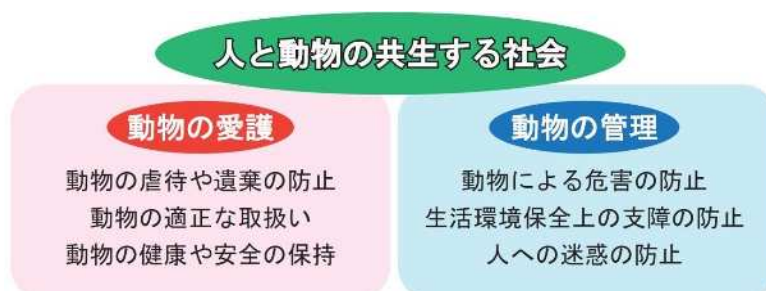 人と動物の共生する社会
動物の愛護
動物の虐待や遺棄の防止
動物の適正な取扱い
動物の健康や安全の保持
動物の管理
動物による危害の防止
生活環境保全上の支障の防止
人への迷惑の防止